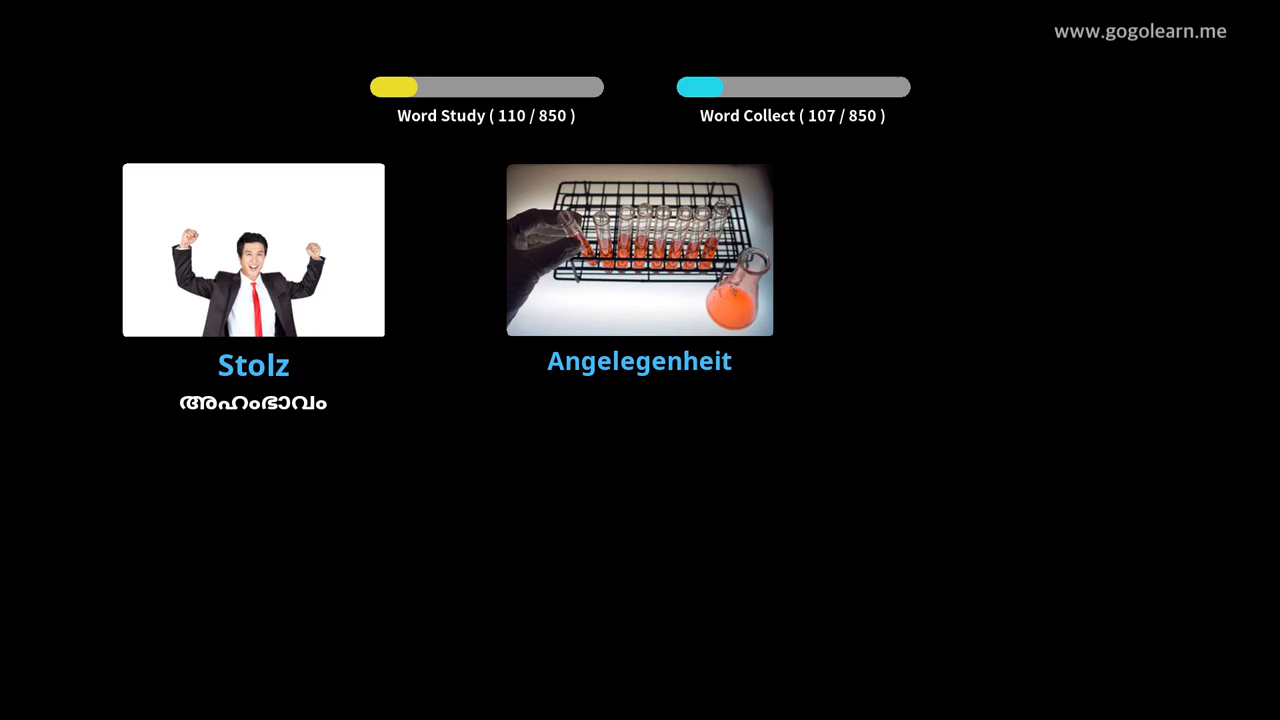 www.gogolearn.me
Word Study ( 110 / 850 )
Word Collect ( 107 / 850 )
Stolz
Angelegenheit
അഹംഭാവം